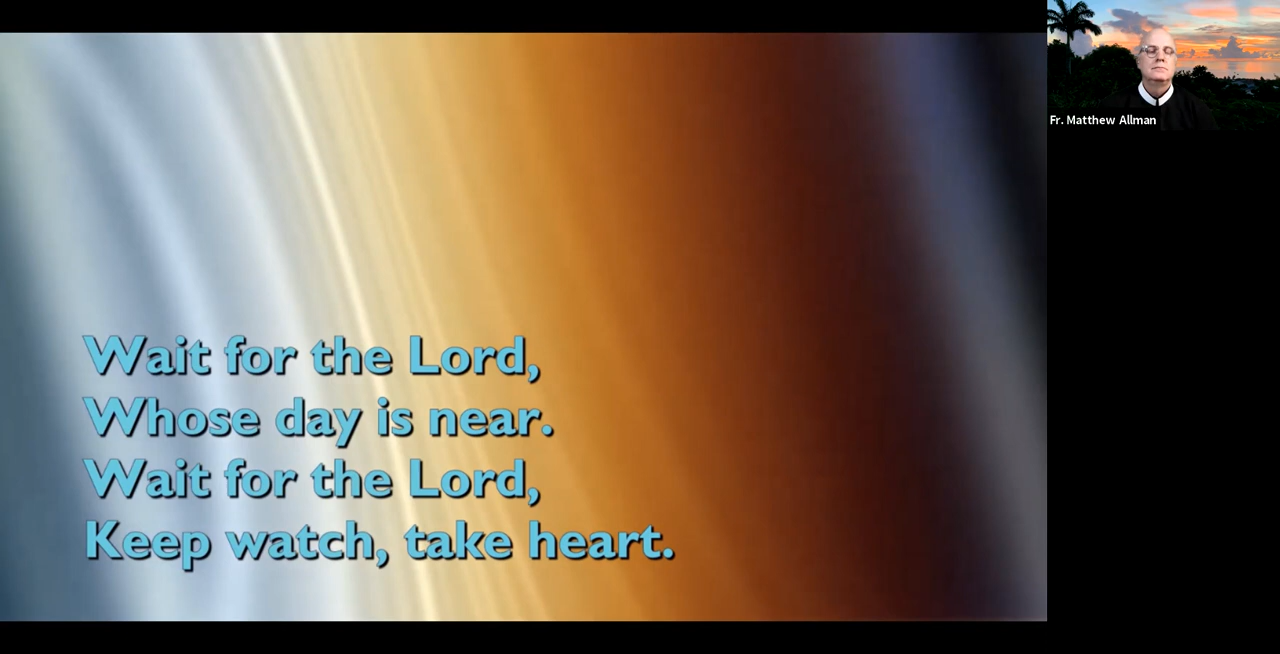 Wait for the Lord,
Whose day is near.
Wait for the Lord,
Keep watch, take heart.
Fr. Matthew Allman